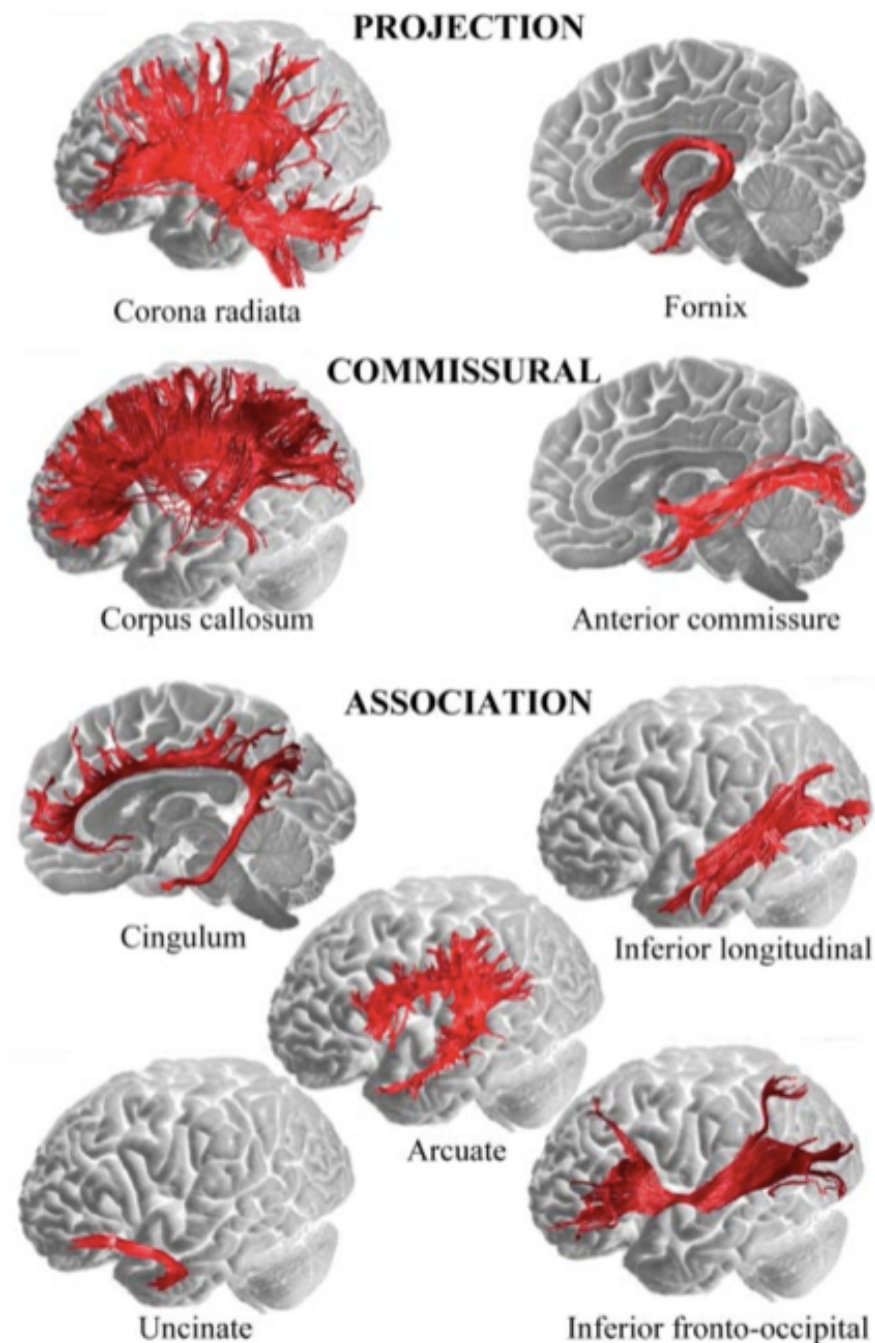 PROJECTION
Corona radiata
Fornix
COMMISSURAL
Corpus callosum
Anterior commissure
ASSOCIATION
Cingulum
Inferior longitudinal
Arcuate
Uncinate
Inferior fronto-occipital